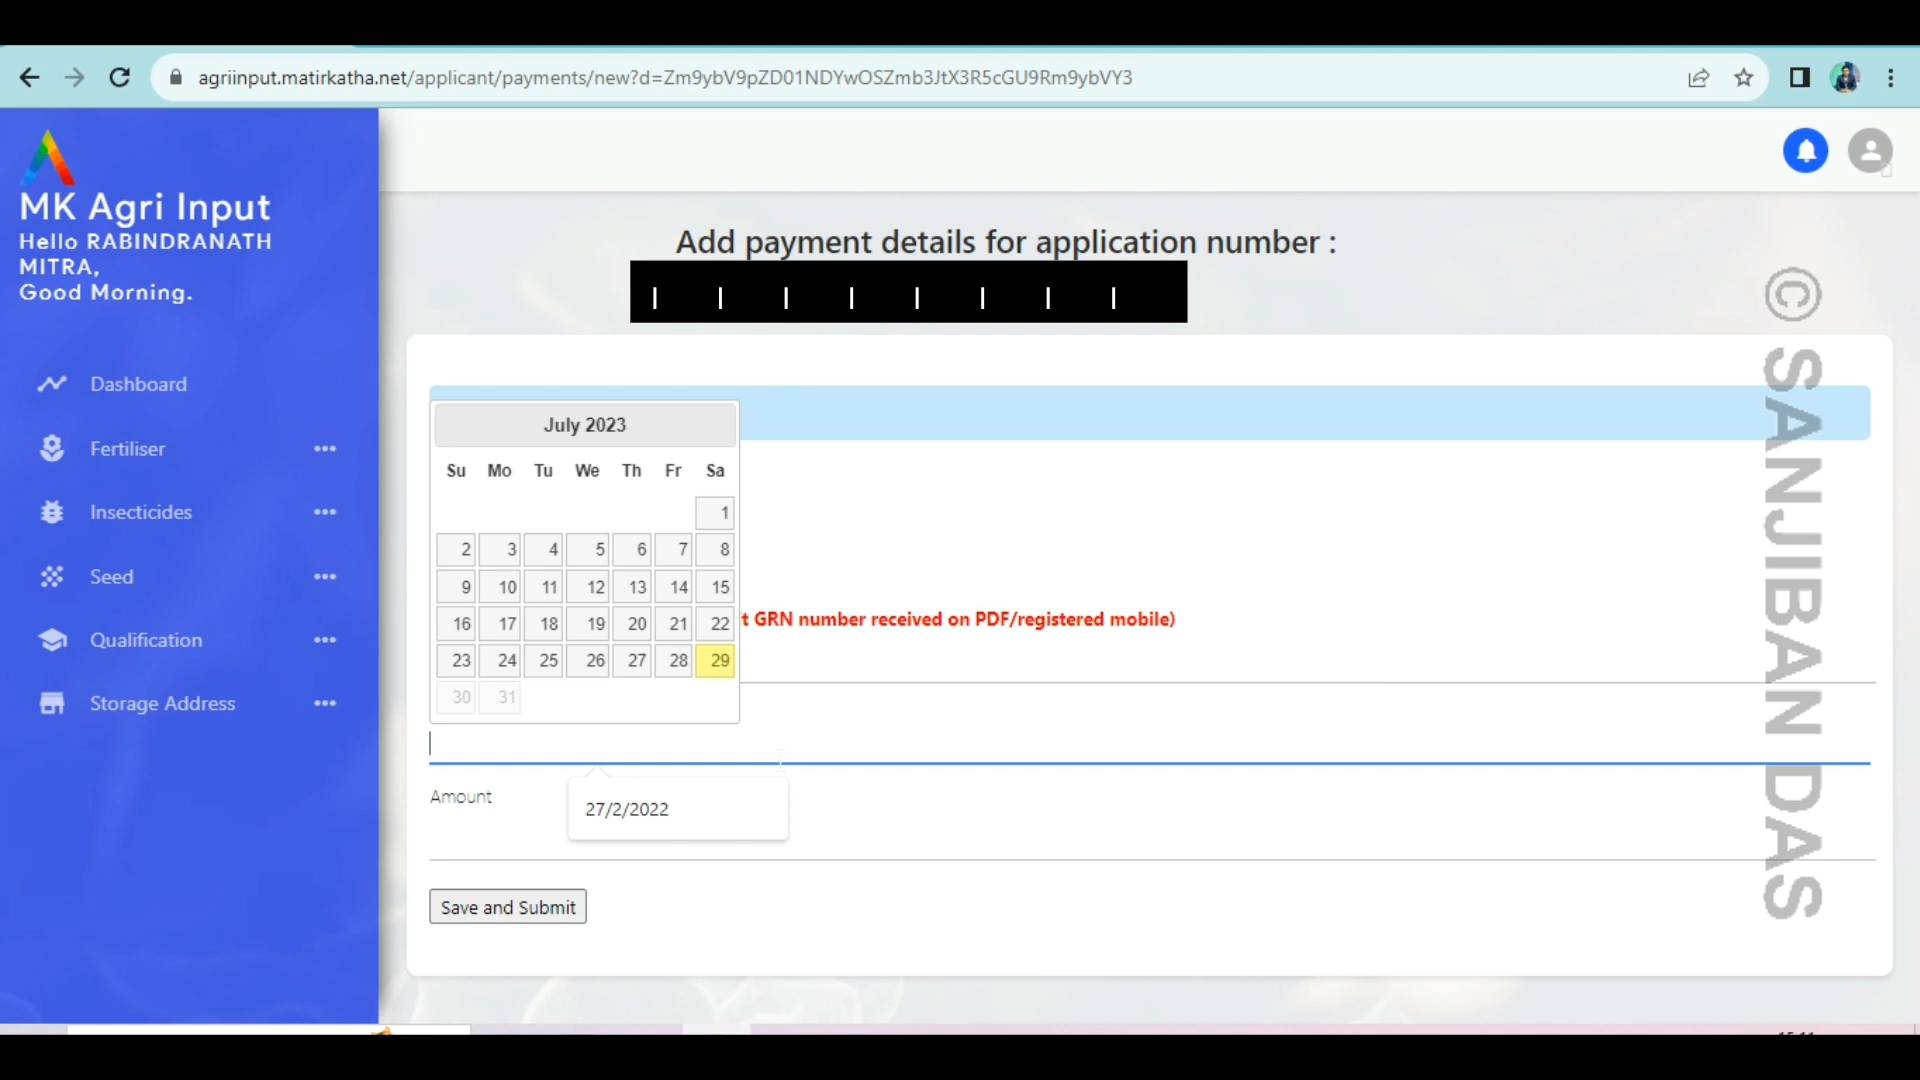 agriinput.matirkatha.net/applicant/payments/new?d=Zm9ybV9pZD01NDYwOSZmb3JtX3R5cGU9Rm9ybVY3
MK Agri Input
Hello RABINDRANATH
MITRA,
Good Morning.
Dashboard
Fertiliser
Insecticides
Seed
Qualification
Storage Address
Add payment details for application number :
July 2023
Su Mo Tu We Th Fr Sa
1
2 3 4 5 6 7 8
9 10 11 12 13 14 15
16 17 18 19 20 21 22
23 24 25 26 27 28 29
30 31
t GRN number received on PDF/registered mobile)
Amount
27/2/2022
Save and Submit
© SANJIBAN DAS